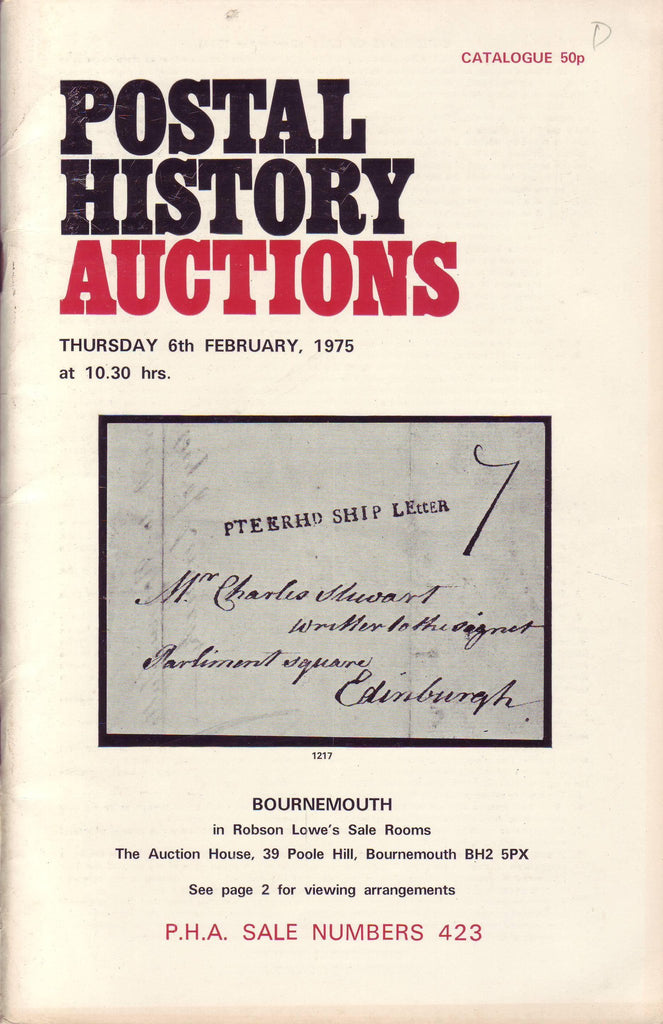 D
CATALOGUE 50p
POSTAL
HISTORY
AUCTIONS
THURSDAY 6th FEBRUARY, 1975
at 10.30 hrs.
7
PTEERHD SHIP LEttER
Mr Charles Stuwart
writter to the signet
Parliment square
Edinburgh
1217
BOURNEMOUTH
in Robson Lowe's Sale Rooms
The Auction House, 39 Poole Hill, Bournemouth BH2 5PX
See page 2 for viewing arrangements
P.H.A. SALE NUMBERS 423